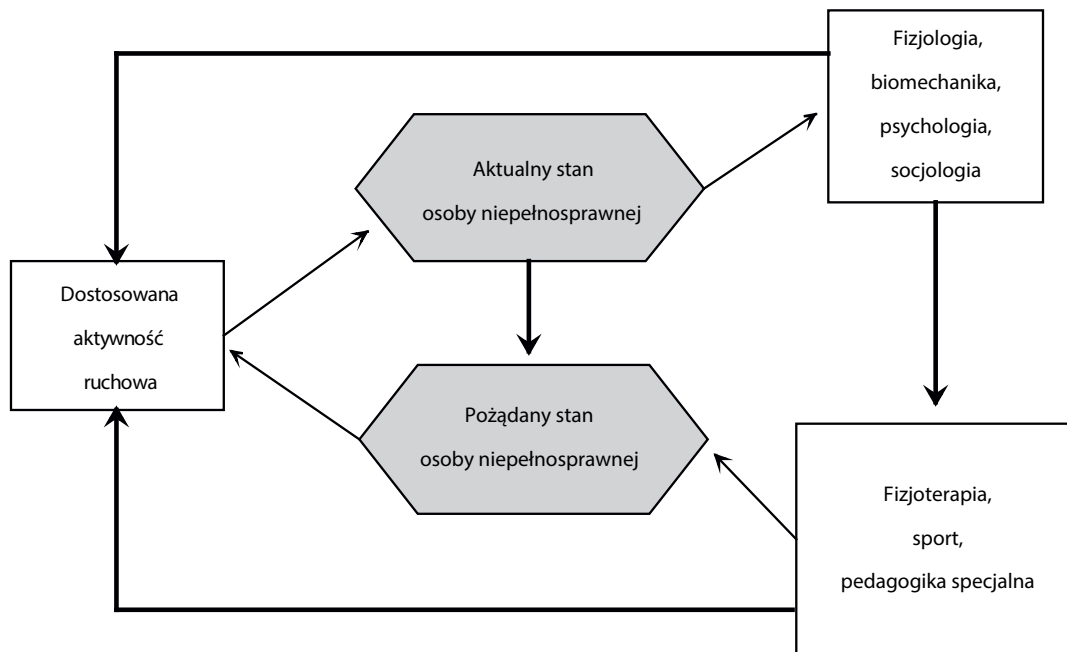 Fizjologia,
biomechanika,
psychologia,
socjologia
Aktualny stan
osoby niepełnosprawnej
Dostosowana
aktywność
ruchowa
Pożądany stan
osoby niepełnosprawnej
Fizjoterapia,
sport,
pedagogika specjalna